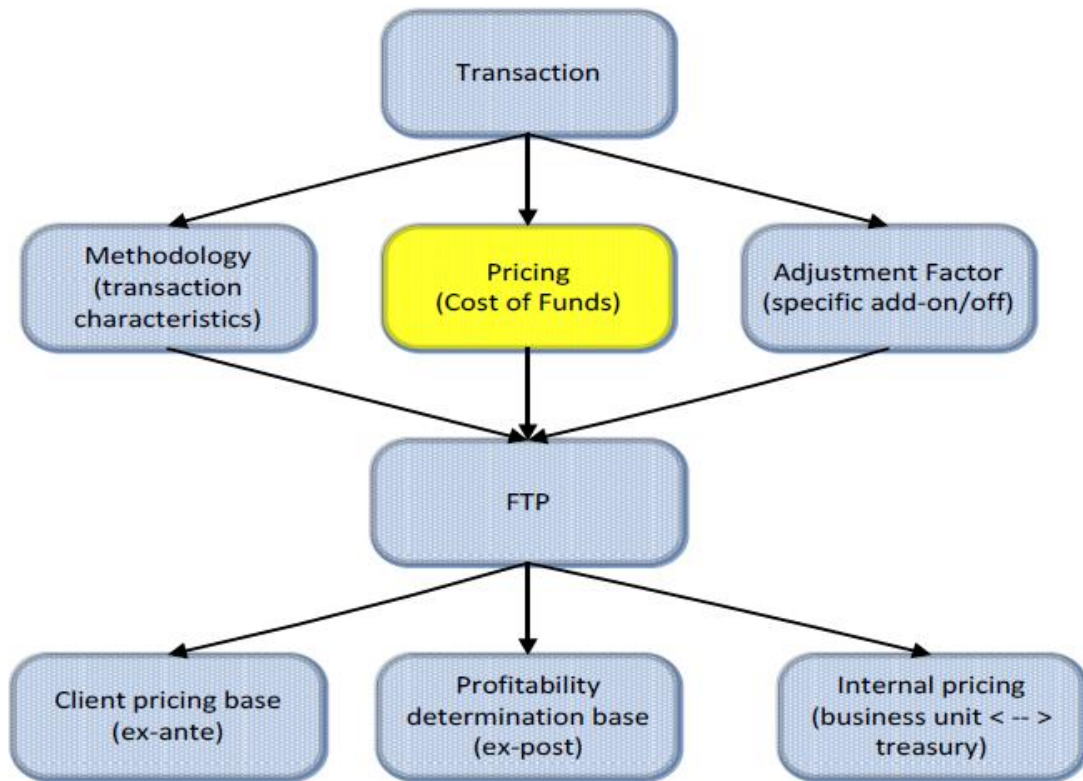 Transaction
Methodology
(transaction
characteristics)
Pricing
(Cost of Funds)
Adjustment Factor
(specific add-on/off)
FTP
Client pricing base
(ex-ante)
Profitability
determination base
(ex-post)
Internal pricing
(business unit < -- >
treasury)